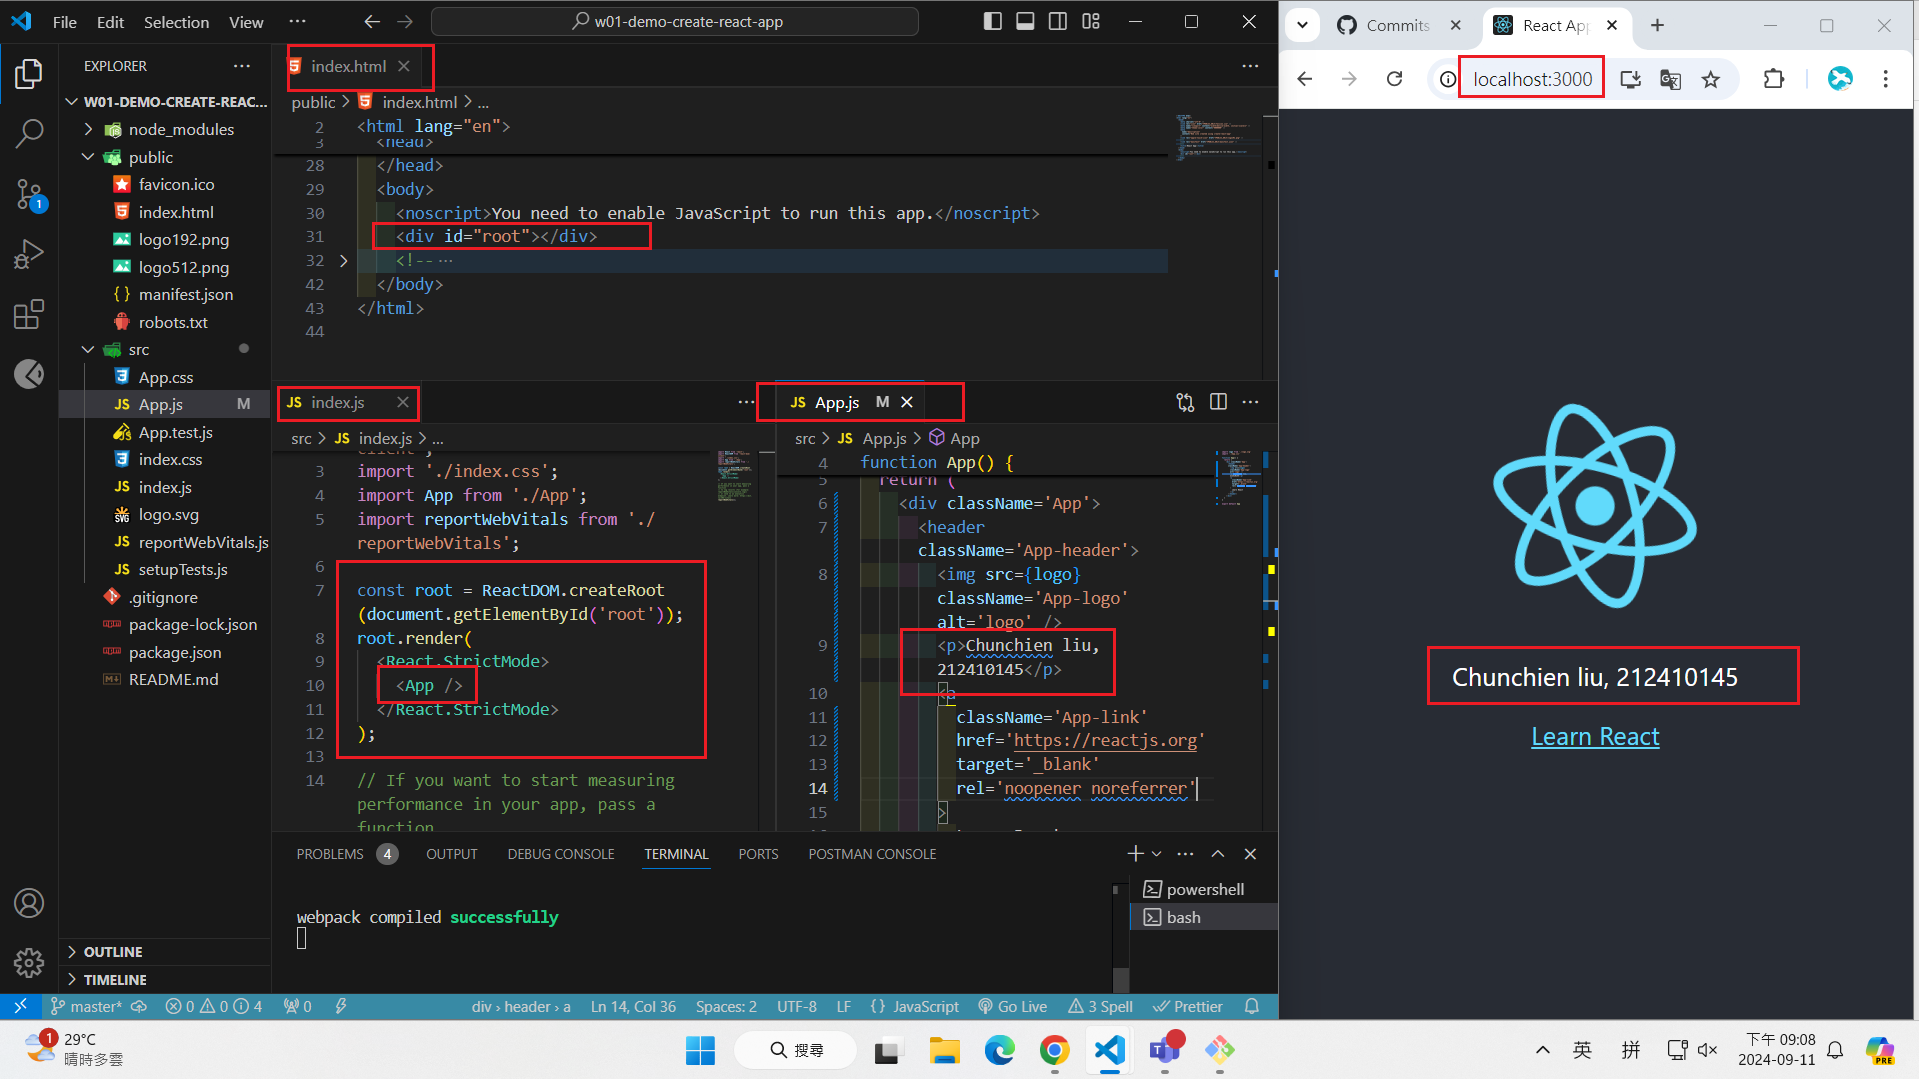 File Edit Selection View ···
w01-demo-create-react-app
EXPLORER ···
W01-DEMO-CREATE-REAC...
node_modules
public
favicon.ico
index.html
logo192.png
logo512.png
manifest.json
robots.txt
src
App.css
App.js M
App.test.js
index.css
index.js
logo.svg
reportWebVitals.js
setupTests.js
.gitignore
package-lock.json
package.json
README.md
OUTLINE
TIMELINE
1
index.html
public > index.html > ...
2 <html lang="en">
3 <head>
28 </head>
29 <body>
30 <noscript>You need to enable JavaScript to run this app.</noscript>
31 <div id="root"></div>
32 <!-- ···
42 </body>
43 </html>
44
JS index.js
src > JS index.js > ...
client';
3 import './index.css';
4 import App from './App';
5 import reportWebVitals from './
reportWebVitals';
6
7 const root = ReactDOM.createRoot
(document.getElementById('root'));
8 root.render(
9 <React.StrictMode>
10 <App />
11 </React.StrictMode>
12 );
13
14 // If you want to start measuring
performance in your app, pass a
function
JS App.js M
src > JS App.js > App
4 function App() {
5 return (
6 <div className='App'>
7 <header
className='App-header'>
8 <img src={logo}
className='App-logo'
alt='logo' />
9 <p>Chunchien liu,
212410145</p>
10 <a
11 className='App-link'
12 href='https://reactjs.org'
13 target='_blank'
14 rel='noopener noreferrer'
15 >
PROBLEMS 4 OUTPUT DEBUG CONSOLE TERMINAL PORTS POSTMAN CONSOLE
webpack compiled successfully
powershell
bash
master* 0 0 4 0 div > header > a Ln 14, Col 36 Spaces: 2 UTF-8 LF {} JavaScript Go Live 3 Spell Prettier
Commits
React App
localhost:3000
Chunchien liu, 212410145
Learn React
1
29°C
晴時多雲
搜尋
英 拼
下午 09:08
2024-09-11
PRE